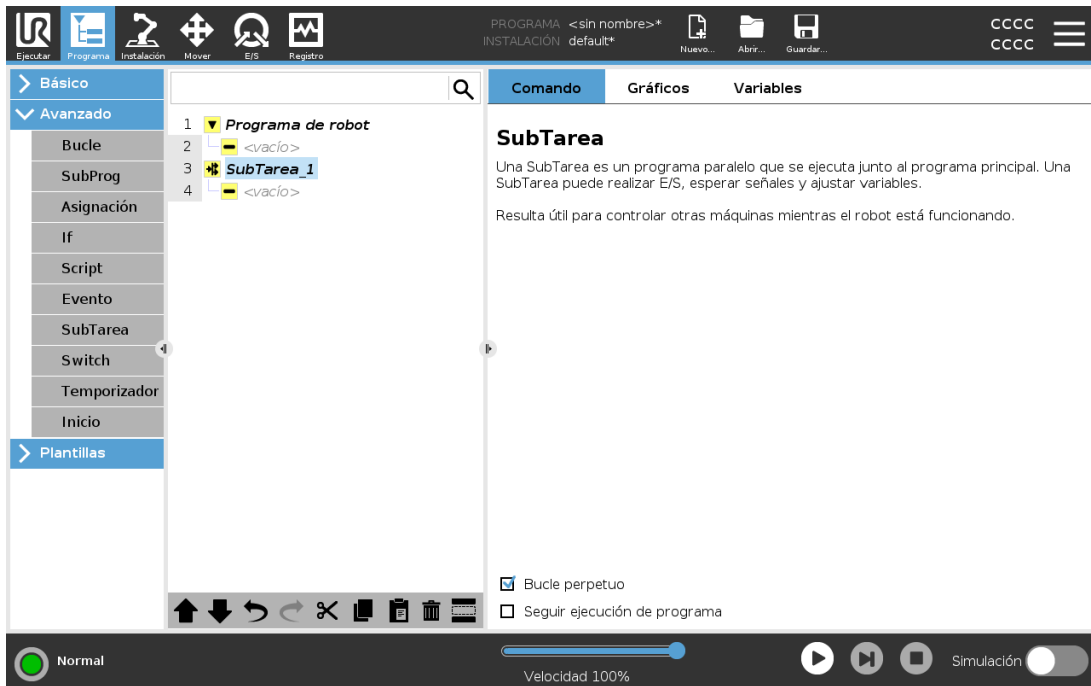 PROGRAMA <sin nombre>*
INSTALACIÓN default*
CCCC
CCCC
Ejecutar Programa Instalación Mover E/S Registro
Nuevo... Abrir... Guardar...
Básico
Avanzado
Bucle
SubProg
Asignación
If
Script
Evento
SubTarea
Switch
Temporizador
Inicio
Plantillas
1 Programa de robot
2 <vacío>
3 SubTarea_1
4 <vacío>
Comando Gráficos Variables
SubTarea
Una SubTarea es un programa paralelo que se ejecuta junto al programa principal. Una
SubTarea puede realizar E/S, esperar señales y ajustar variables.
Resulta útil para controlar otras máquinas mientras el robot está funcionando.
Bucle perpetuo
Seguir ejecución de programa
Normal
Velocidad 100%
Simulación